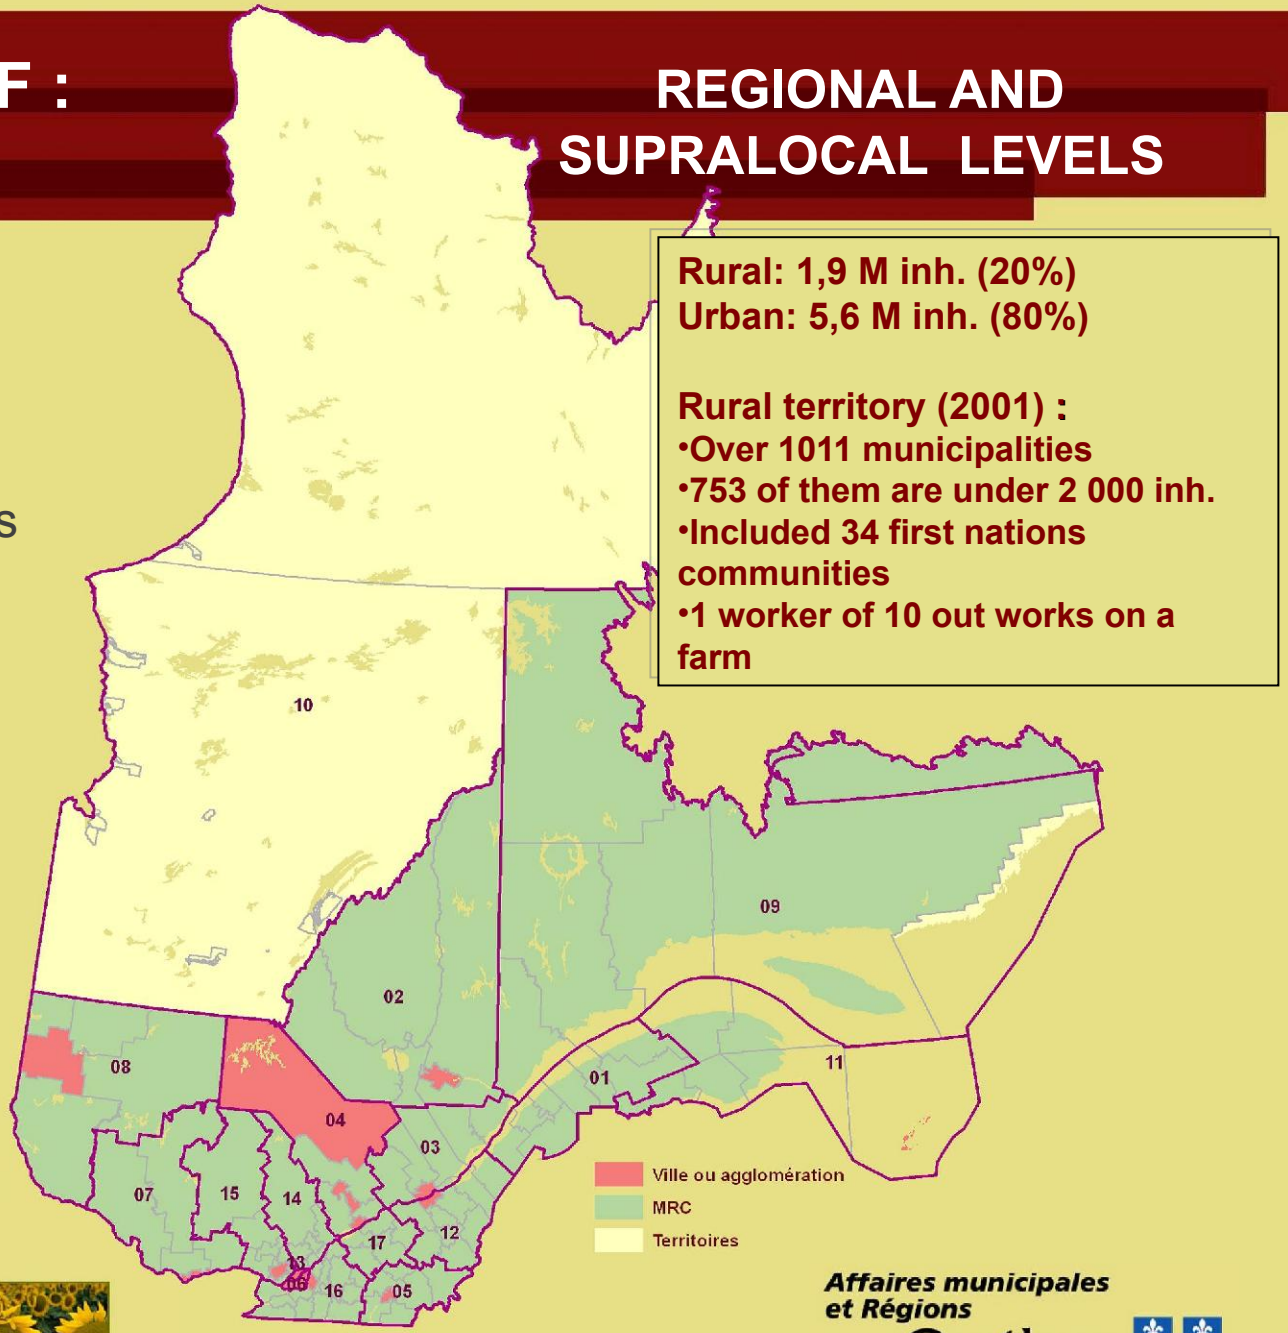 F :
REGIONAL AND
SUPRALOCAL LEVELS
Rural: 1,9 M inh. (20%)
Urban: 5,6 M inh. (80%)
Rural territory (2001) :
•Over 1011 municipalities
•753 of them are under 2 000 inh.
•Included 34 first nations
communities
•1 worker of 10 out works on a
farm
s
10
09
02
08
11
01
04
03
07
15
14
12
17
13
06
16
05
Ville ou agglomération
MRC
Territoires
Affaires municipales
et Régions